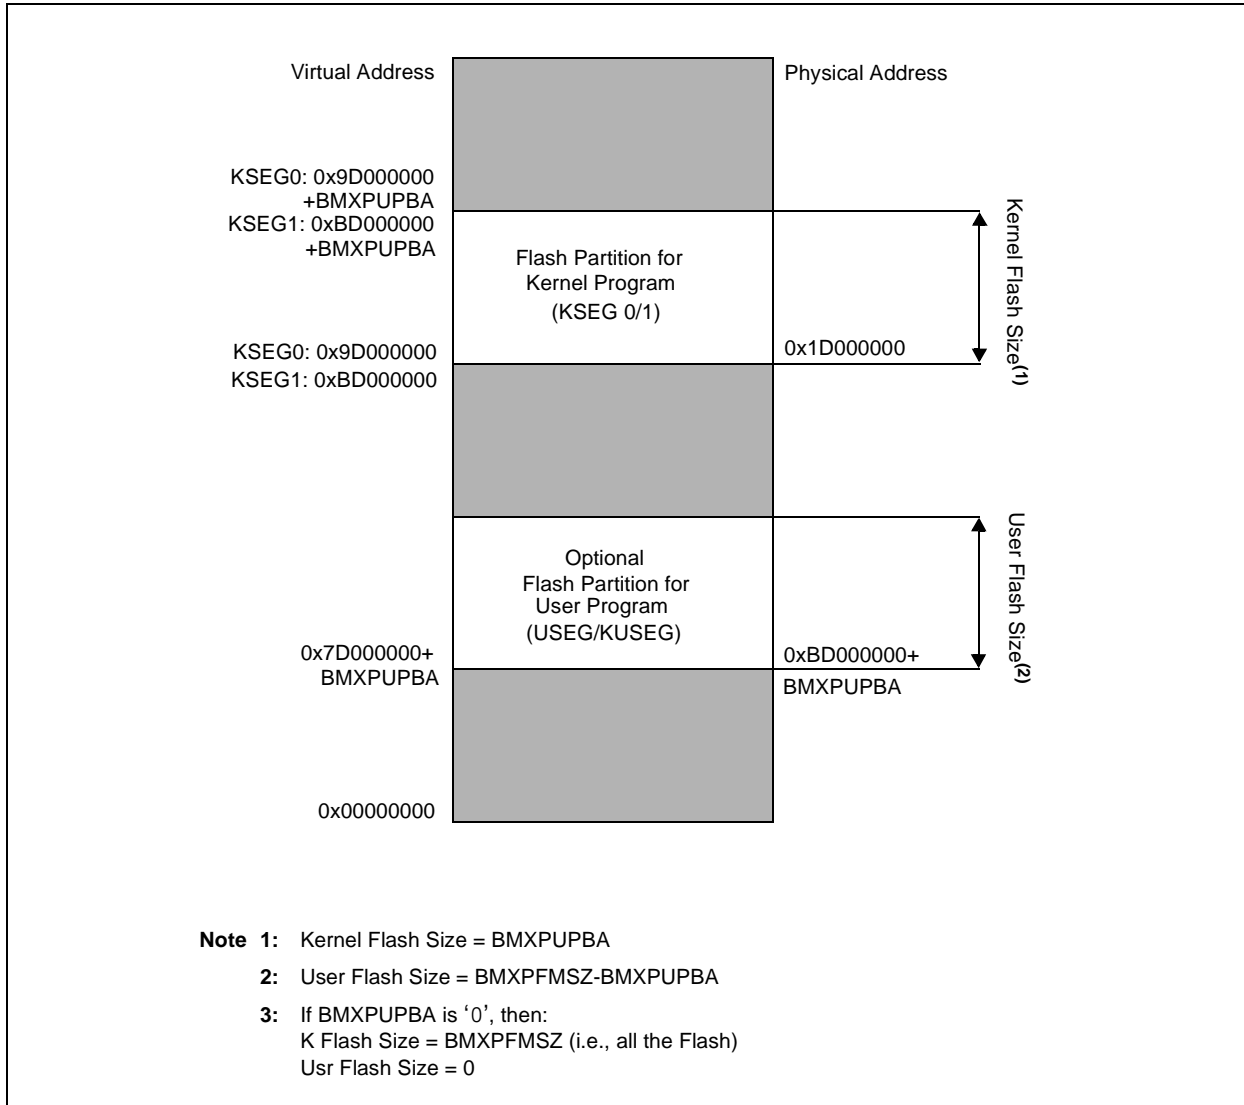 Virtual Address
Physical Address
KSEG0: 0x9D000000
+BMXPUPBA
KSEG1: 0xBD000000
+BMXPUPBA
Flash Partition for
Kernel Program
(KSEG 0/1)
Kernel Flash Size(1)
KSEG0: 0x9D000000
KSEG1: 0xBD000000
0x1D000000
Optional
Flash Partition for
User Program
(USEG/KUSEG)
User Flash Size(2)
0x7D000000+
BMXPUPBA
0xBD000000+
BMXPUPBA
0x00000000
Note 1: Kernel Flash Size = BMXPUPBA
2: User Flash Size = BMXPFMSZ-BMXPUPBA
3: If BMXPUPBA is ‘0’, then:
K Flash Size = BMXPFMSZ (i.e., all the Flash)
Usr Flash Size = 0